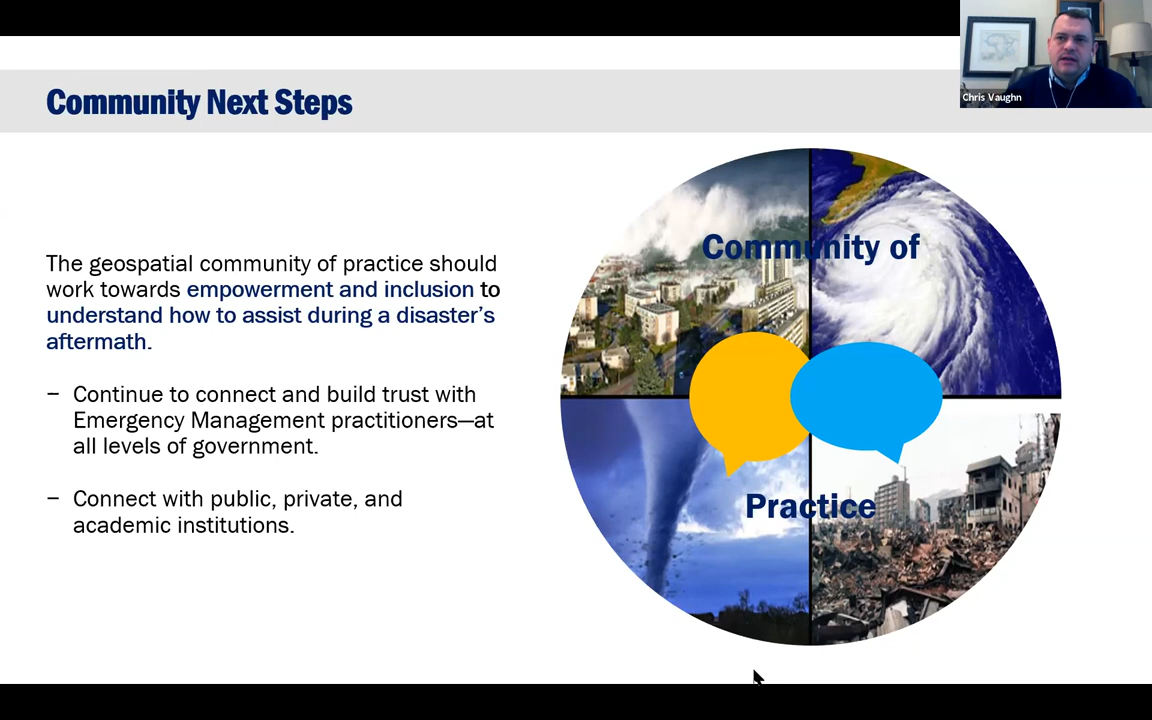 Community Next Steps
Chris Vaughn
The geospatial community of practice should
work towards empowerment and inclusion to
understand how to assist during a disaster’s
aftermath.
– Continue to connect and build trust with
Emergency Management practitioners—at
all levels of government.
– Connect with public, private, and
academic institutions.
Community of
Practice